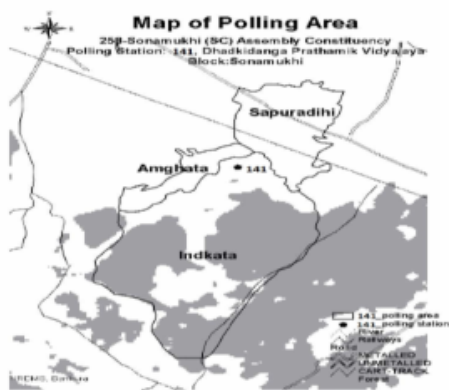 Map of Polling Area
258-Sonamukhi (SC) Assembly Constituency
Polling Station: 141, Dhadkidanga Prathamik Vidyalaya
Block:Sonamukhi
Sapuradihi
Amghata
141
Indkata
141_polling area
141_polling station
River
Railways
Road
METALLED
UNMETALLED
CART-TRACK
Forest